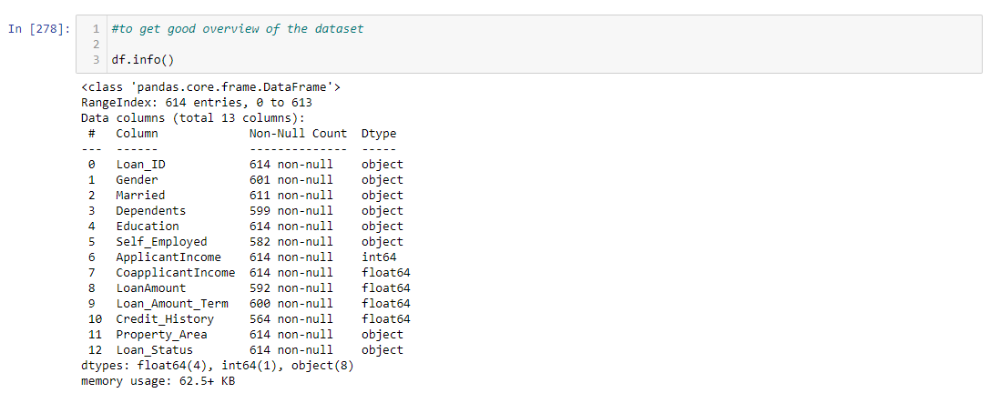 In [278]:
1 #to get good overview of the dataset
2
3 df.info()
<class 'pandas.core.frame.DataFrame'>
RangeIndex: 614 entries, 0 to 613
Data columns (total 13 columns):
 #   Column             Non-Null Count  Dtype
---  ------             --------------  -----
 0   Loan_ID            614 non-null    object
 1   Gender             601 non-null    object
 2   Married            611 non-null    object
 3   Dependents         599 non-null    object
 4   Education          614 non-null    object
 5   Self_Employed      582 non-null    object
 6   ApplicantIncome    614 non-null    int64
 7   CoapplicantIncome  614 non-null    float64
 8   LoanAmount         592 non-null    float64
 9   Loan_Amount_Term   600 non-null    float64
 10  Credit_History     564 non-null    float64
 11  Property_Area      614 non-null    object
 12  Loan_Status        614 non-null    object
dtypes: float64(4), int64(1), object(8)
memory usage: 62.5+ KB